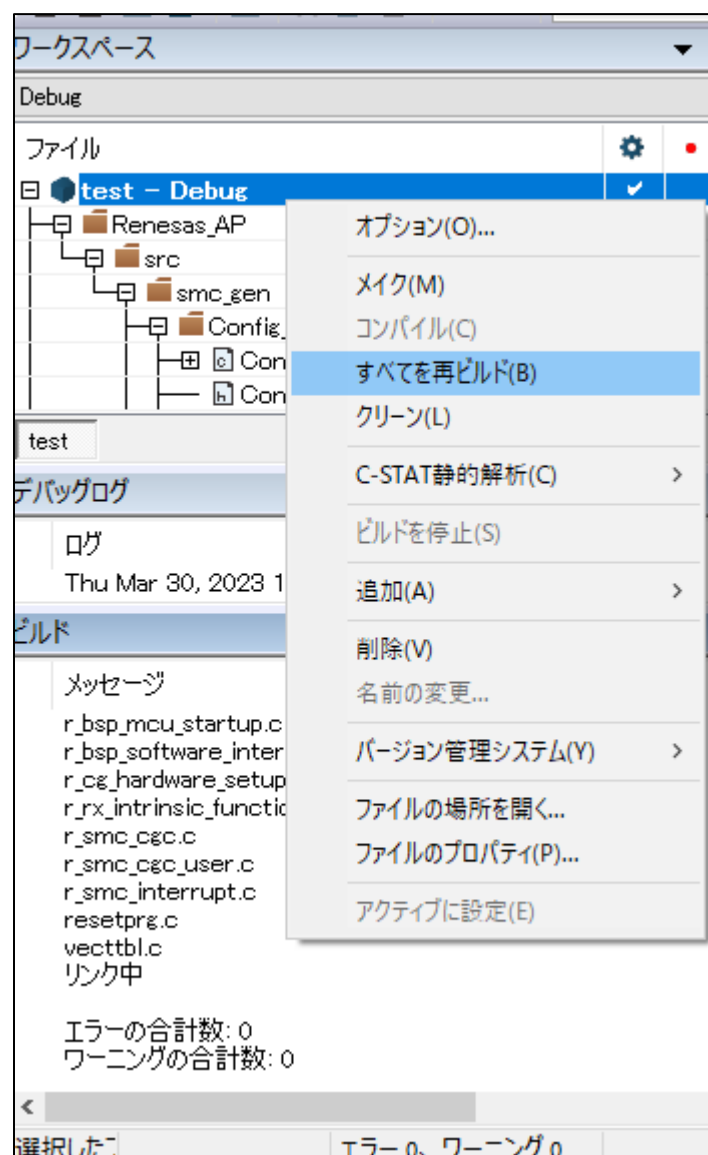 ワークスペース
Debug
ファイル
test - Debug
Renesas_AP
src
smc_gen
Config_
Con
Con
test
デバッグログ
ログ
Thu Mar 30, 2023 1
ビルド
メッセージ
r_bsp_mcu_startup.c
r_bsp_software_inter
r_cg_hardware_setup
r_rx_intrinsic_functio
r_smc_cgc.c
r_smc_cgc_user.c
r_smc_interrupt.c
resetprg.c
vecttbl.c
リンク中
エラーの合計数: 0
ワーニングの合計数: 0
オプション(O)...
メイク(M)
コンパイル(C)
すべてを再ビルド(B)
クリーン(L)
C-STAT静的解析(C)
ビルドを停止(S)
追加(A)
削除(V)
名前の変更...
バージョン管理システム(Y)
ファイルの場所を開く...
ファイルのプロパティ(P)...
アクティブに設定(E)
選択したこ
エラー 0、ワーニング 0